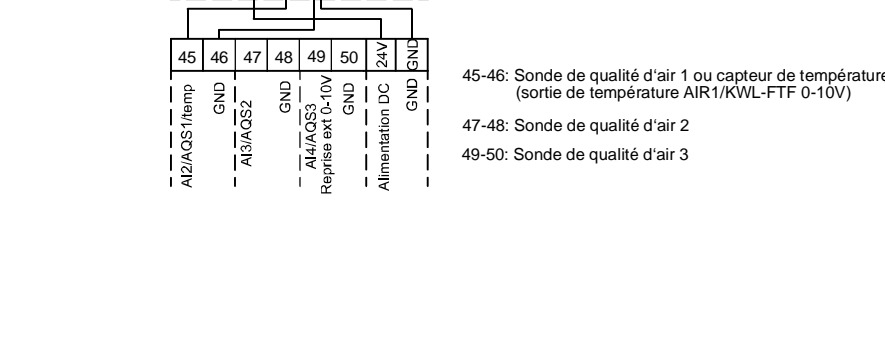 45 46 47 48 49 50 24V GND
AI2/AQS1/temp
GND
AI3/AQS2
GND
AI4/AQS3
Reprise ext 0-10V
GND
Alimentation DC
GND
45-46: Sonde de qualité d‘air 1 ou capteur de température
(sortie de température AIR1/KWL-FTF 0-10V)
47-48: Sonde de qualité d‘air 2
49-50: Sonde de qualité d‘air 3